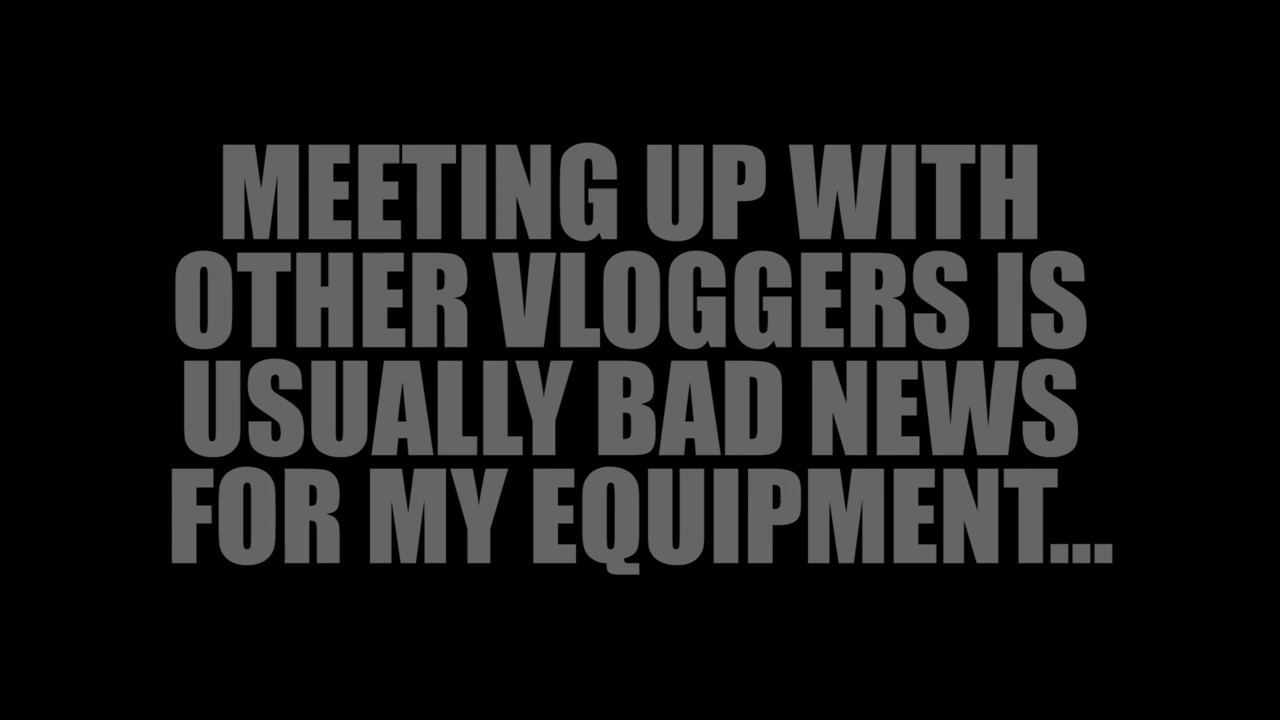 MEETING UP WITH
OTHER VLOGGERS IS
USUALLY BAD NEWS
FOR MY EQUIPMENT...